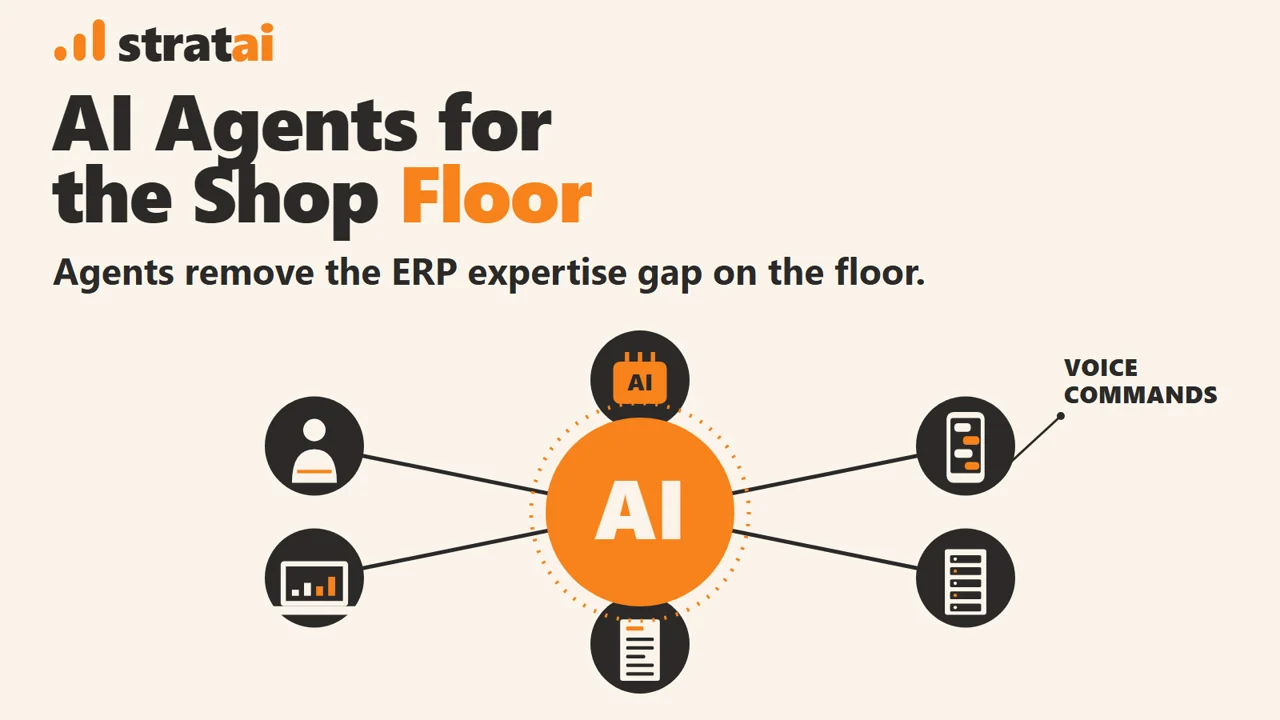 stratai
AI Agents for
the Shop Floor
Agents remove the ERP expertise gap on the floor.
AI
VOICE
COMMANDS
AI